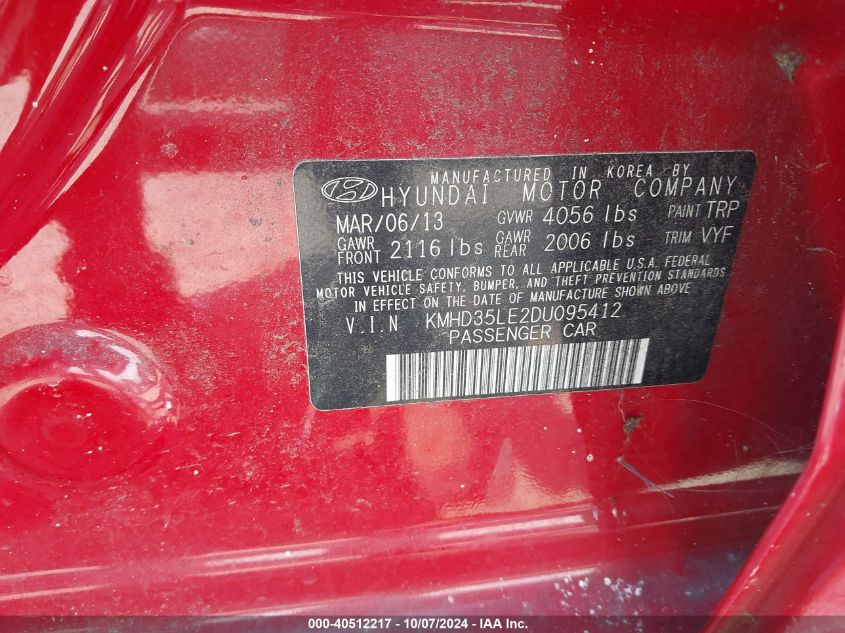 MANUFACTURED IN KOREA BY
HYUNDAI MOTOR COMPANY
MAR/06/13 GVWR 4056 lbs PAINT TRP
GAWR FRONT 2116 lbs GAWR REAR 2006 lbs TRIM VYF
THIS VEHICLE CONFORMS TO ALL APPLICABLE U.S.A. FEDERAL
MOTOR VEHICLE SAFETY, BUMPER, AND THEFT PREVENTION STANDARDS
IN EFFECT ON THE DATE OF MANUFACTURE SHOWN ABOVE
V.I.N KMHD35LE2DU095412
PASSENGER CAR
000-40512217 - 10/07/2024 - IAA Inc.